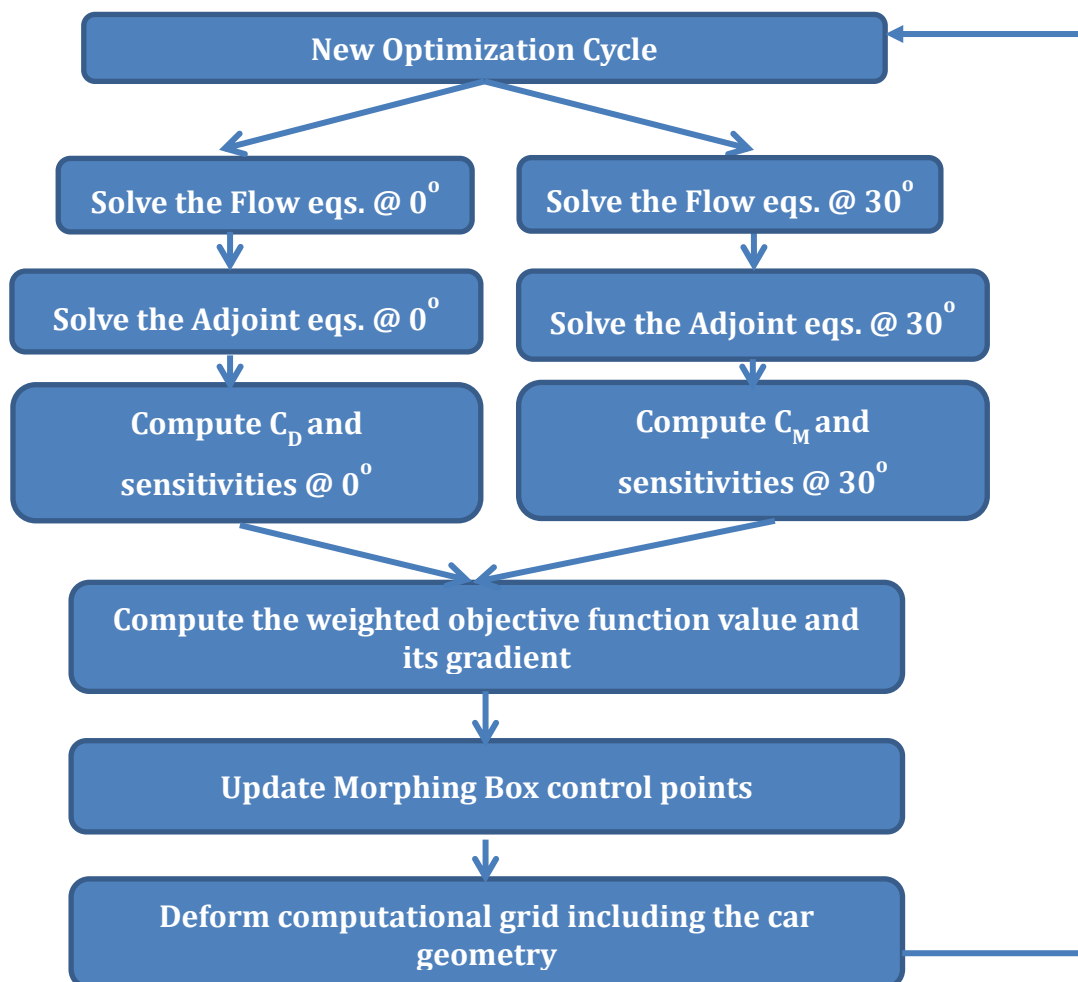 New Optimization Cycle
Solve the Flow eqs. @ 0°
Solve the Flow eqs. @ 30°
Solve the Adjoint eqs. @ 0°
Solve the Adjoint eqs. @ 30°
Compute C_D and
sensitivities @ 0°
Compute C_M and
sensitivities @ 30°
Compute the weighted objective function value and
its gradient
Update Morphing Box control points
Deform computational grid including the car
geometry